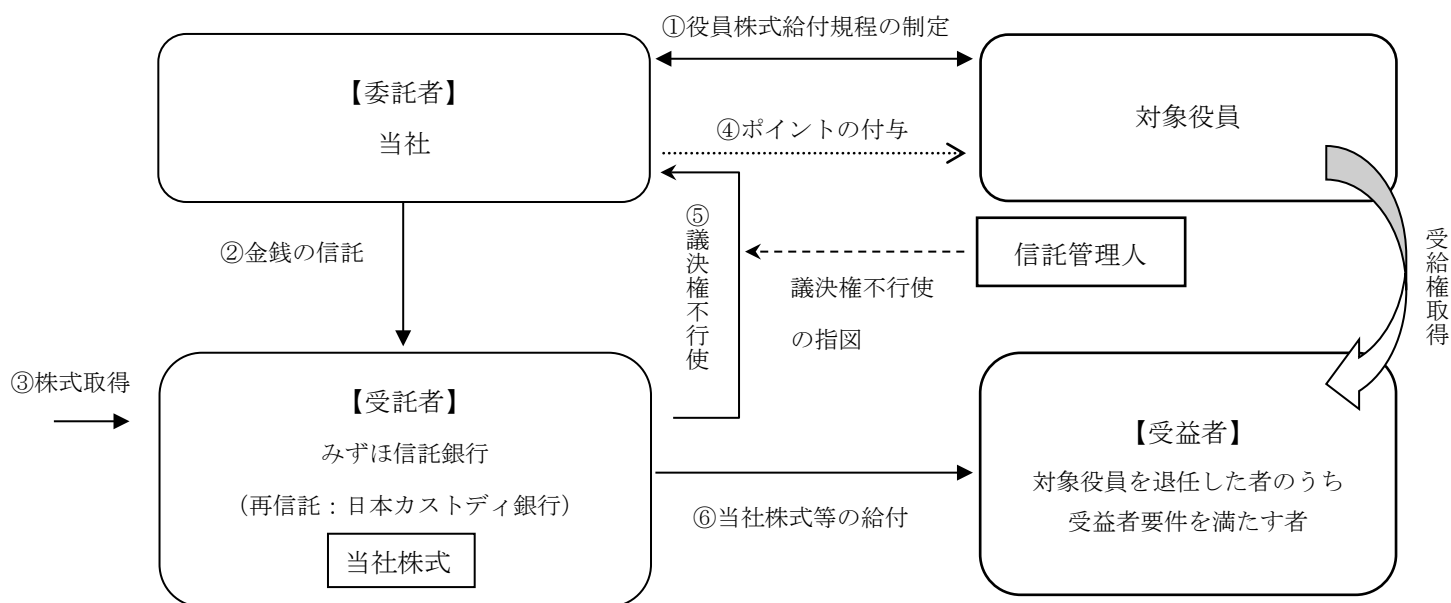 ①役員株式給付規程の制定
【委託者】
当社
対象役員
④ポイントの付与
②金銭の信託
⑤議決権不行使
信託管理人
議決権不行使
の指図
受給権取得
③株式取得
【受託者】
みずほ信託銀行
(再信託:日本カストディ銀行)
当社株式
⑥当社株式等の給付
【受益者】
対象役員を退任した者のうち
受益者要件を満たす者